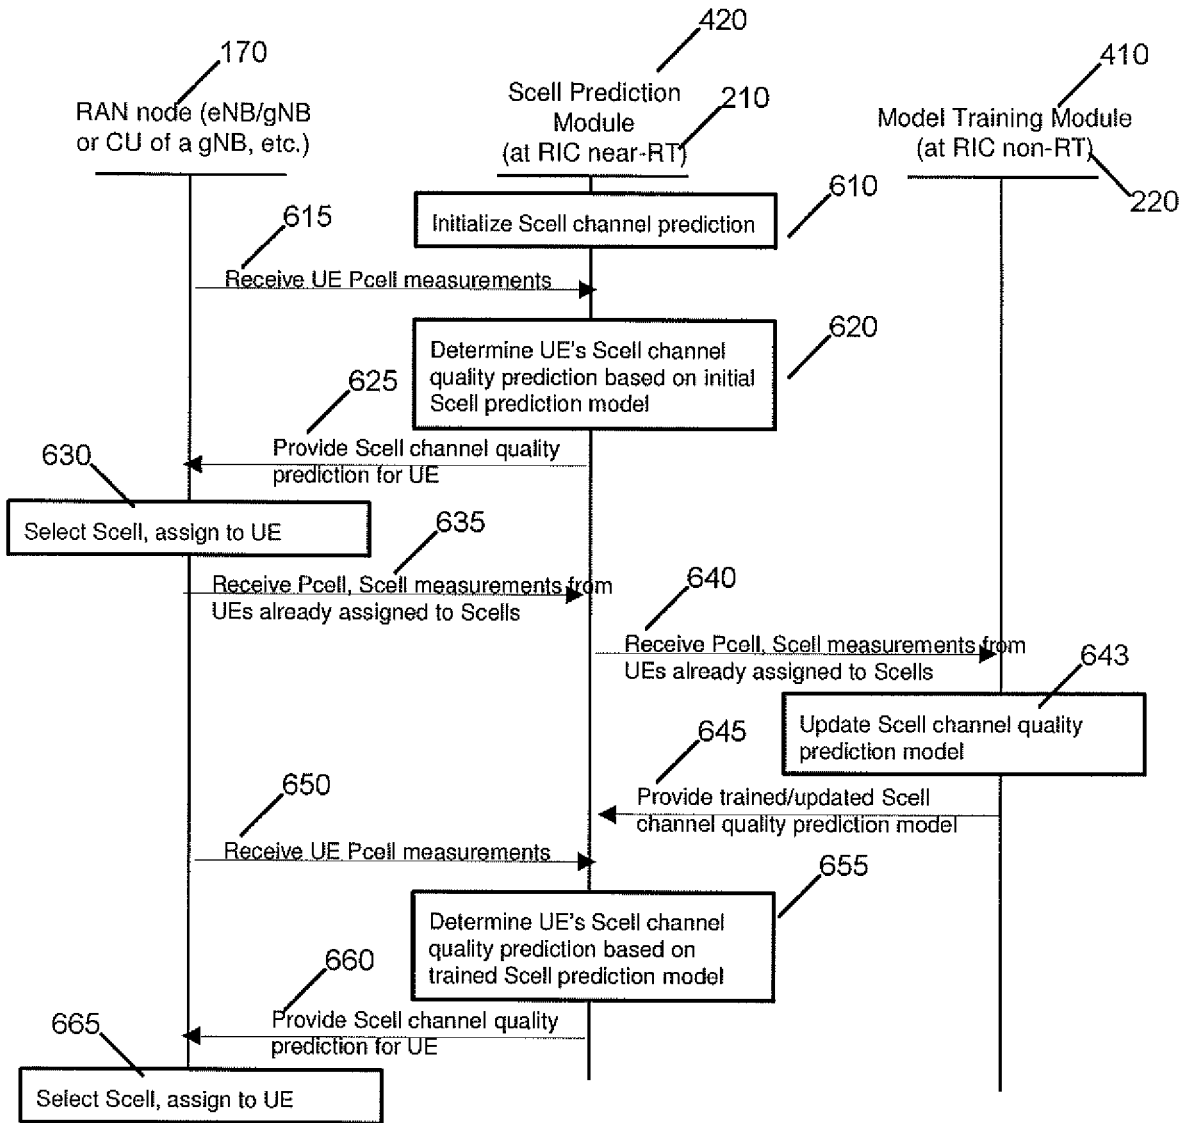 170
RAN node (eNB/gNB
or CU of a gNB, etc.)
420
Scell Prediction
Module
(at RIC near-RT)
210
410
Model Training Module
(at RIC non-RT)
220
610
Initialize Scell channel prediction
615
Receive UE Pcell measurements
620
Determine UE's Scell channel
quality prediction based on initial
Scell prediction model
625
Provide Scell channel quality
prediction for UE
630
Select Scell, assign to UE
635
Receive Pcell, Scell measurements from
UEs already assigned to Scells
640
Receive Pcell, Scell measurements from
UEs already assigned to Scells
643
Update Scell channel quality
prediction model
645
Provide trained/updated Scell
channel quality prediction model
650
Receive UE Pcell measurements
655
Determine UE's Scell channel
quality prediction based on
trained Scell prediction model
660
Provide Scell channel quality
prediction for UE
665
Select Scell, assign to UE